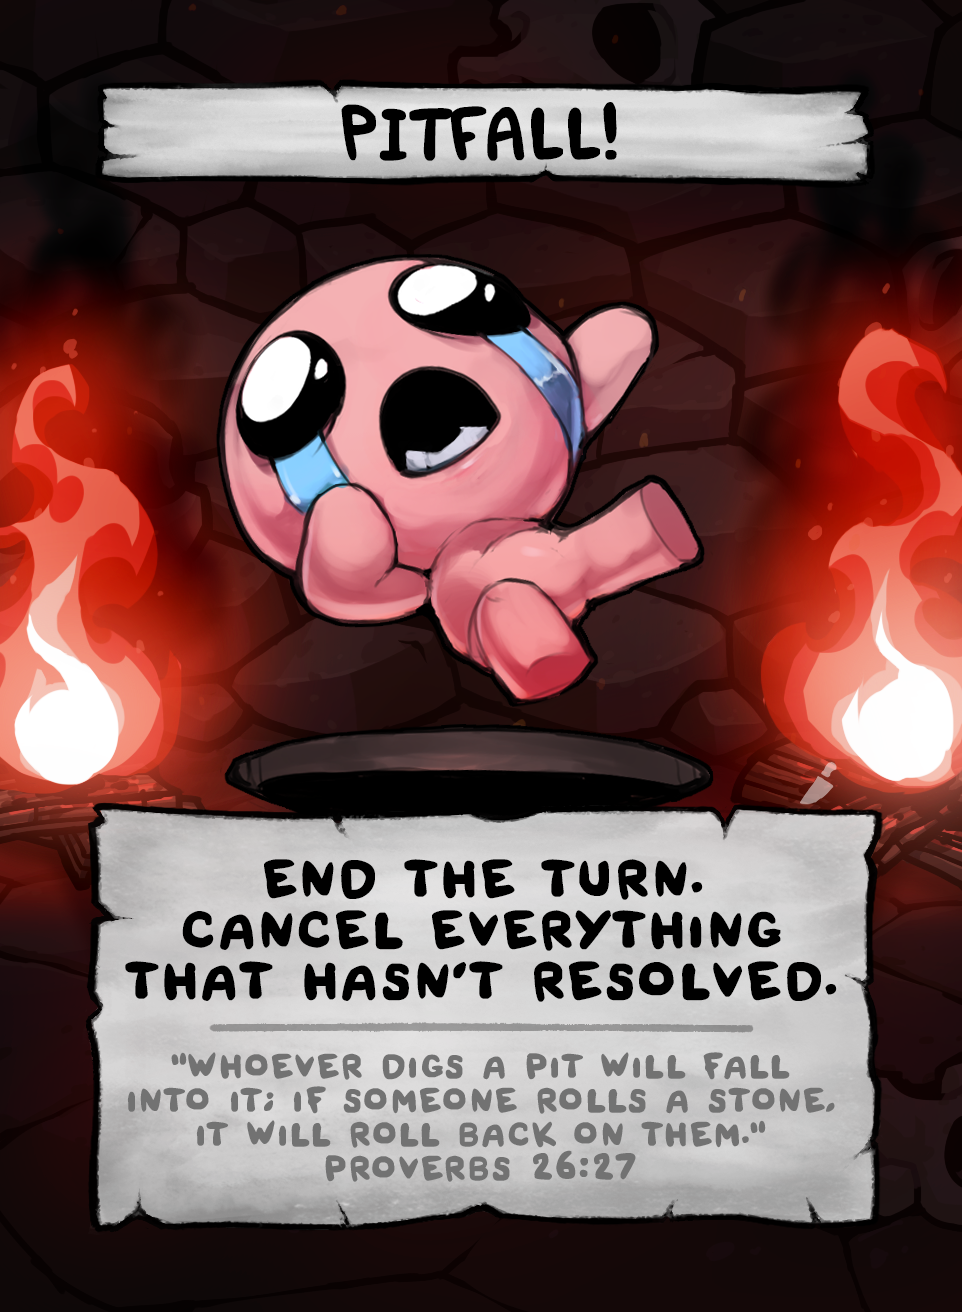 PITFALL!
END THE TURN.
CANCEL EVERYTHING
THAT HASN'T RESOLVED.
"WHOEVER DIGS A PIT WILL FALL
INTO IT; IF SOMEONE ROLLS A STONE,
IT WILL ROLL BACK ON THEM."
PROVERBS 26:27